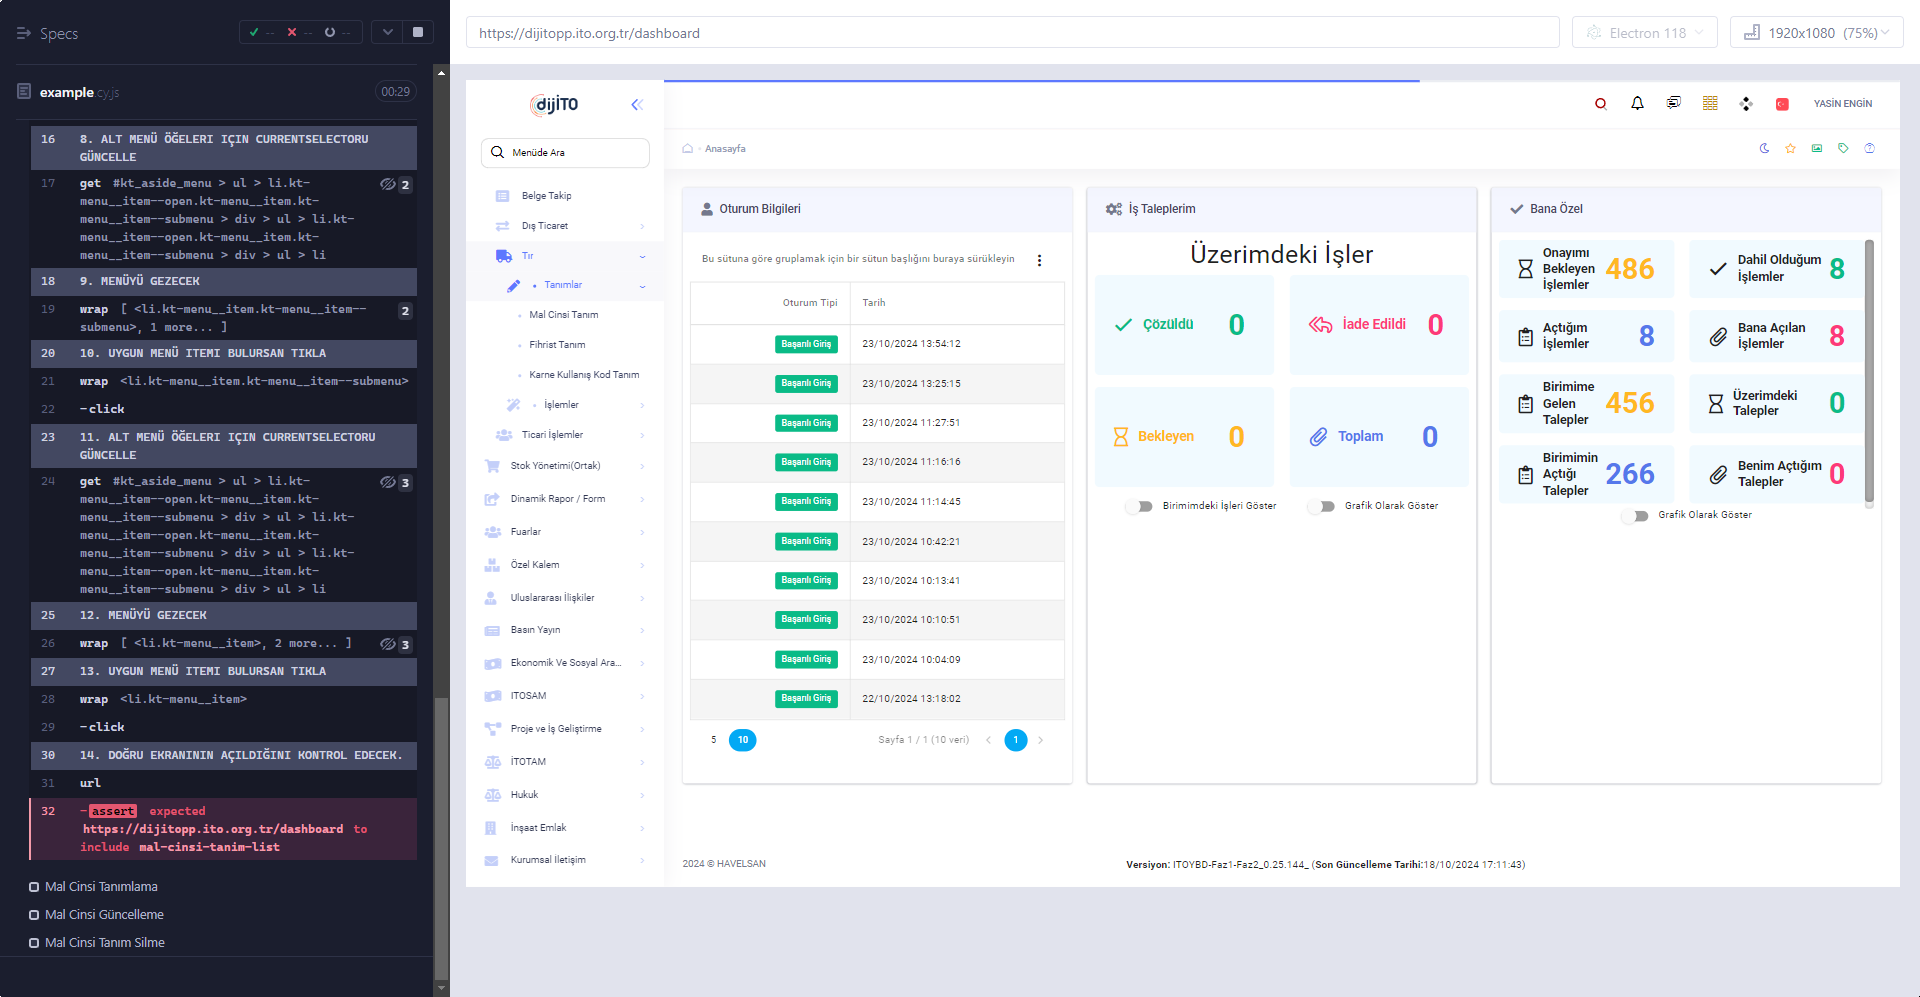 Specs
-- -- --
https://dijitopp.ito.org.tr/dashboard
Electron 118
1920x1080 (75%)
example.cy.js
00:29
16 8. ALT MENÜ ÖĞELERI IÇIN CURRENTSELECTORU GÜNCELLE
17 get #kt_aside_menu > ul > li.kt-
menu__item--open.kt-menu__item.kt-
menu__item--submenu > div > ul > li.kt-
menu__item--open.kt-menu__item.kt-
menu__item--submenu > div > ul > li
2
18 9. MENÜYÜ GEZECEK
19 wrap [ <li.kt-menu__item.kt-menu__item--
submenu>, 1 more... ]
2
20 10. UYGUN MENÜ ITEMI BULURSAN TIKLA
21 wrap <li.kt-menu__item.kt-menu__item--submenu>
22 -click
23 11. ALT MENÜ ÖĞELERI IÇIN CURRENTSELECTORU
GÜNCELLE
24 get #kt_aside_menu > ul > li.kt-
menu__item--open.kt-menu__item.kt-
menu__item--submenu > div > ul > li.kt-
menu__item--open.kt-menu__item.kt-
menu__item--submenu > div > ul > li.kt-
menu__item--open.kt-menu__item.kt-
menu__item--submenu > div > ul > li
3
25 12. MENÜYÜ GEZECEK
26 wrap [ <li.kt-menu__item>, 2 more... ]
3
27 13. UYGUN MENÜ ITEMI BULURSAN TIKLA
28 wrap <li.kt-menu__item>
29 -click
30 14. DOĞRU EKRANININ AÇILDIĞINI KONTROL EDECEK.
31 url
32 -assert expected
https://dijitopp.ito.org.tr/dashboard to
include mal-cinsi-tanim-list
Mal Cinsi Tanımlama
Mal Cinsi Güncelleme
Mal Cinsi Tanım Silme
dijiTO
Menüde Ara
Belge Takip
Dış Ticaret
Tır
Tanımlar
Mal Cinsi Tanım
Fihrist Tanım
Karne Kullanış Kod Tanım
İşlemler
Ticari İşlemler
Stok Yönetimi(Ortak)
Dinamik Rapor / Form
Fuarlar
Özel Kalem
Uluslararası İlişkiler
Basın Yayın
Ekonomik Ve Sosyal Ara...
ITOSAM
Proje ve İş Geliştirme
İTOTAM
Hukuk
İnşaat Emlak
Kurumsal İletişim
YASİN ENGİN
Anasayfa
Oturum Bilgileri
Bu sütuna göre gruplamak için bir sütun başlığını buraya sürükleyin
Oturum Tipi Tarih
Başarılı Giriş 23/10/2024 13:54:12
Başarılı Giriş 23/10/2024 13:25:15
Başarılı Giriş 23/10/2024 11:27:51
Başarılı Giriş 23/10/2024 11:16:16
Başarılı Giriş 23/10/2024 11:14:45
Başarılı Giriş 23/10/2024 10:42:21
Başarılı Giriş 23/10/2024 10:13:41
Başarılı Giriş 23/10/2024 10:10:51
Başarılı Giriş 23/10/2024 10:04:09
Başarılı Giriş 22/10/2024 13:18:02
5 10 Sayfa 1 / 1 (10 veri) 1
İş Taleplerim
Üzerimdeki İşler
Çözüldü 0
İade Edildi 0
Bekleyen 0
Toplam 0
Birimimdeki İşleri Göster
Grafik Olarak Göster
Bana Özel
Onayımı
Bekleyen
İşlemler
486
Dahil Olduğum
İşlemler
8
Açtığım
İşlemler
8
Bana Açılan
İşlemler
8
Birimime
Gelen
Talepler
456
Üzerimdeki
Talepler
0
Birimimin
Açtığı
Talepler
266
Benim Açtığım
Talepler
0
Grafik Olarak Göster
2024 © HAVELSAN
Versiyon: ITOYBD-Faz1-Faz2_0.25.144_ (Son Güncelleme Tarihi:18/10/2024 17:11:43)